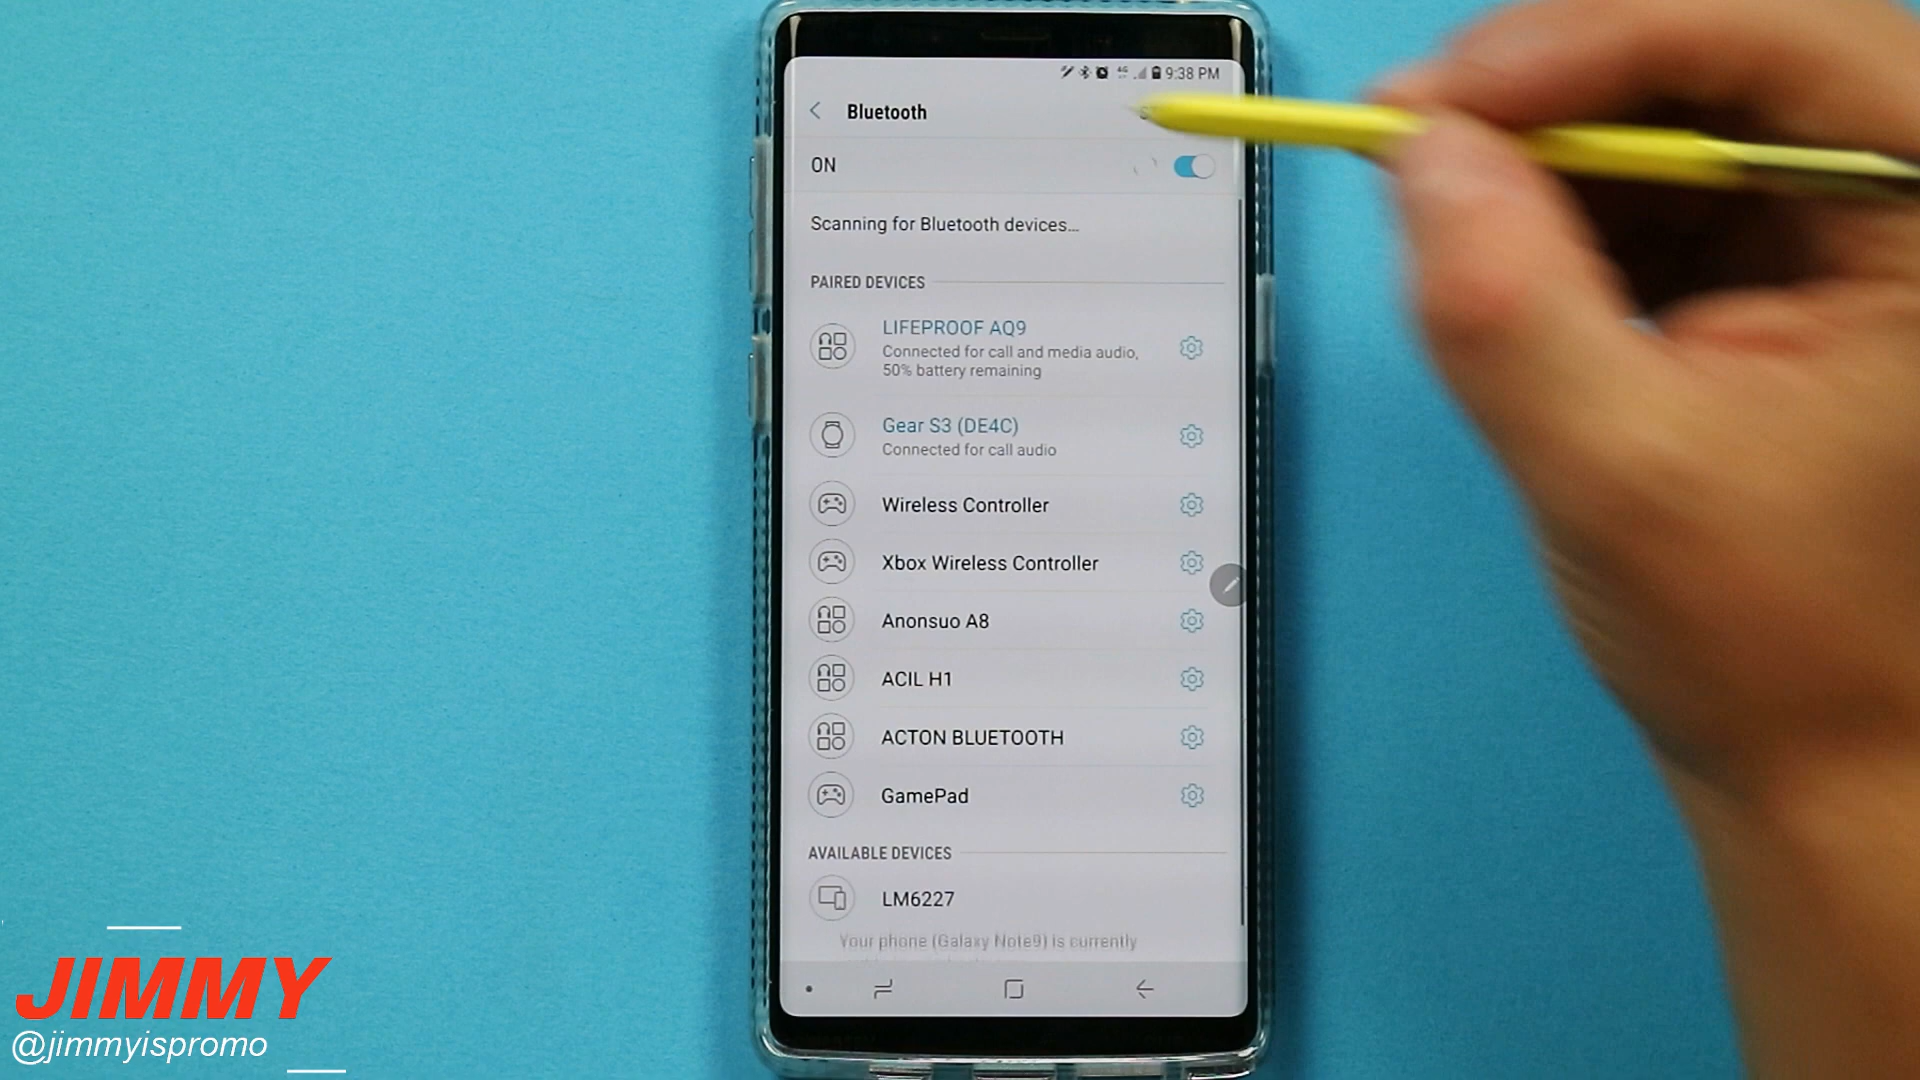 4G 9:38 PM
Bluetooth
ON
Scanning for Bluetooth devices...
PAIRED DEVICES
LIFEPROOF AQ9
Connected for call and media audio,
50% battery remaining
Gear S3 (DE4C)
Connected for call audio
Wireless Controller
Xbox Wireless Controller
Anonsuo A8
ACIL H1
ACTON BLUETOOTH
GamePad
AVAILABLE DEVICES
LM6227
Your phone (Galaxy Note9) is currently
JIMMY
@jimmyispromo